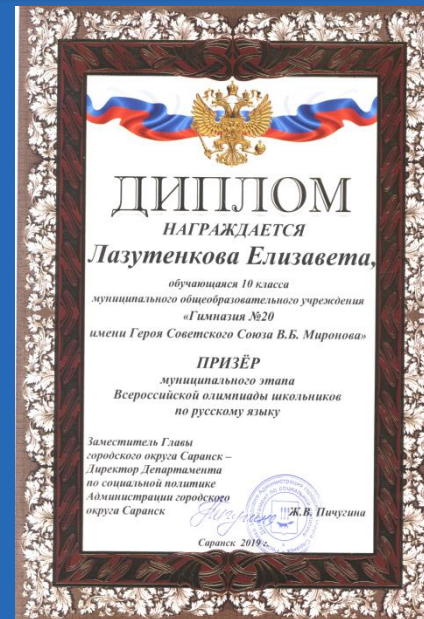 ДИПЛОМ
НАГРАЖДАЕТСЯ
Лазутенкова Елизавета,
обучающаяся 10 класса
муниципального общеобразовательного учреждения
«Гимназия №20
имени Героя Советского Союза В.Б. Миронова»
ПРИЗЁР
муниципального этапа
Всероссийской олимпиады школьников
по русскому языку
Заместитель Главы
городского округа Саранск –
Директор Департамента
по социальной политике
Администрации городского
округа Саранск Ж.В. Пичугина
Саранск 2019 г.